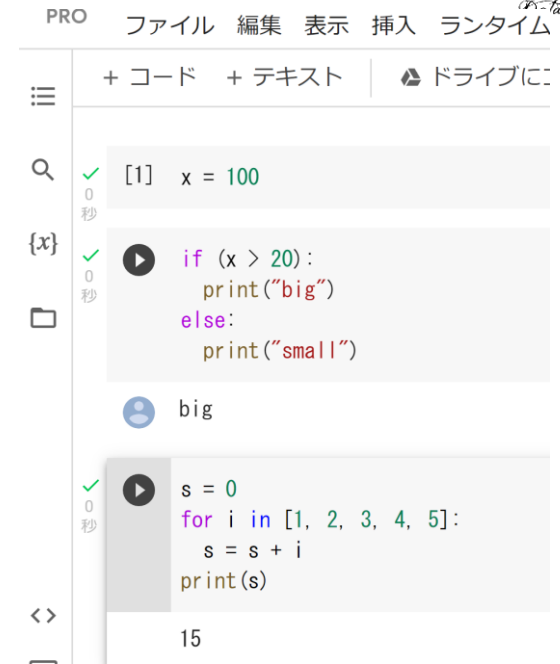 PRO
ファイル 編集 表示 挿入 ランタイム
+ コード + テキスト ドライブにコ
[1] x = 100
0
秒
{x}
if (x > 20):
0
print("big")
秒
else:
print("small")
big
s = 0
0
for i in [1, 2, 3, 4, 5]:
秒
s = s + i
print(s)
<>
15